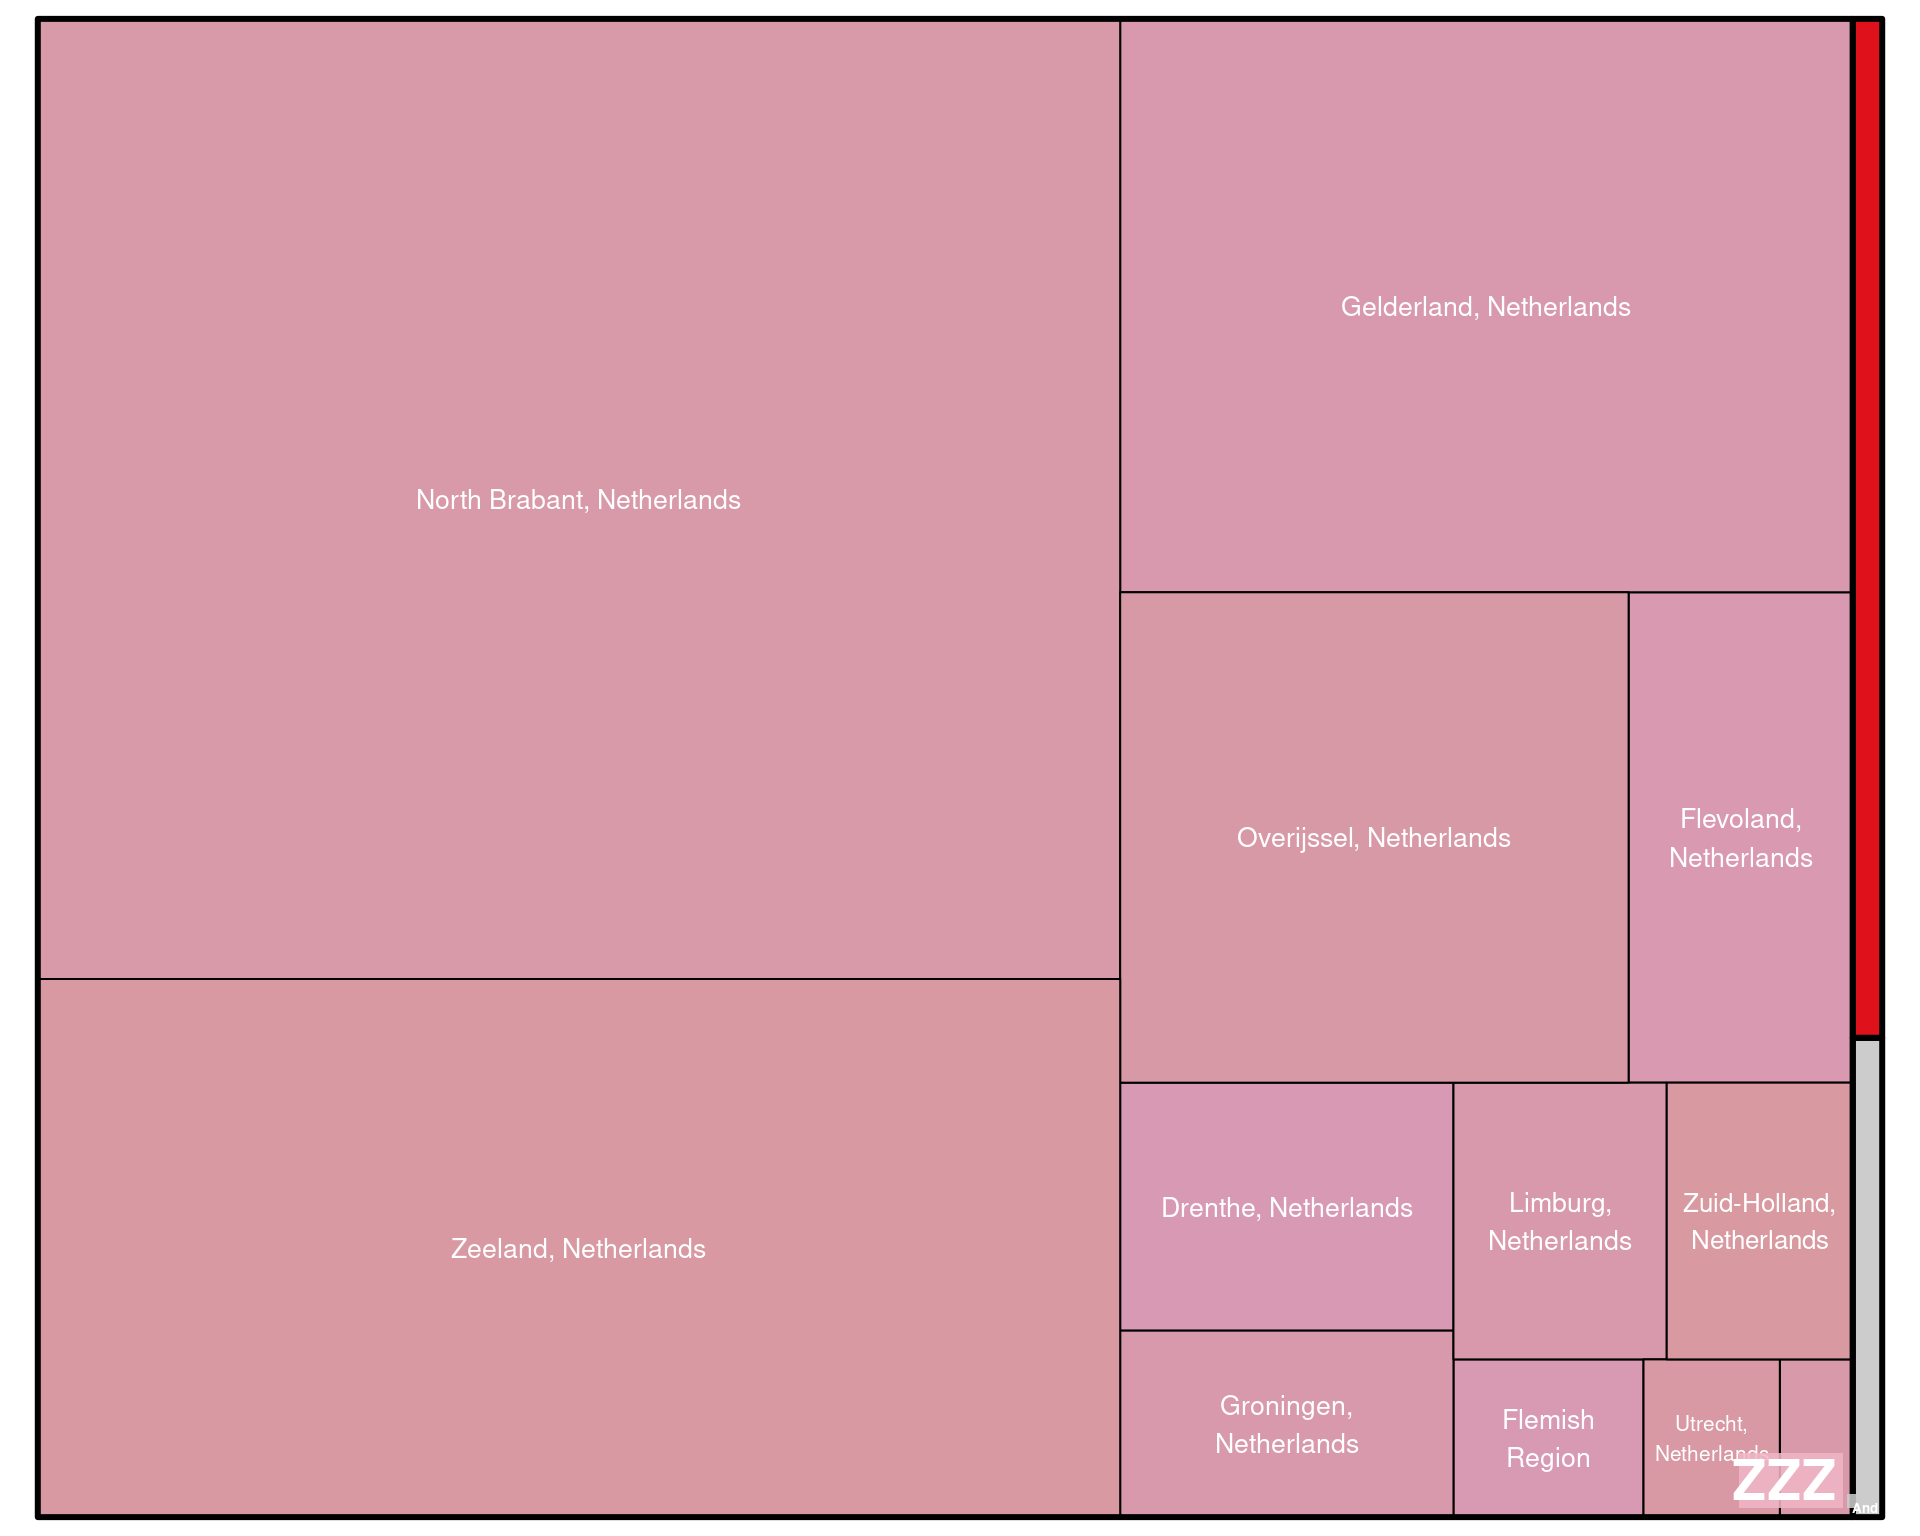 North Brabant, Netherlands
Gelderland, Netherlands
Overijssel, Netherlands
Flevoland,
Netherlands
Zeeland, Netherlands
Drenthe, Netherlands
Limburg,
Netherlands
Zuid-Holland,
Netherlands
Groningen,
Netherlands
Flemish
Region
Utrecht,
Netherlands
ZZZ
And